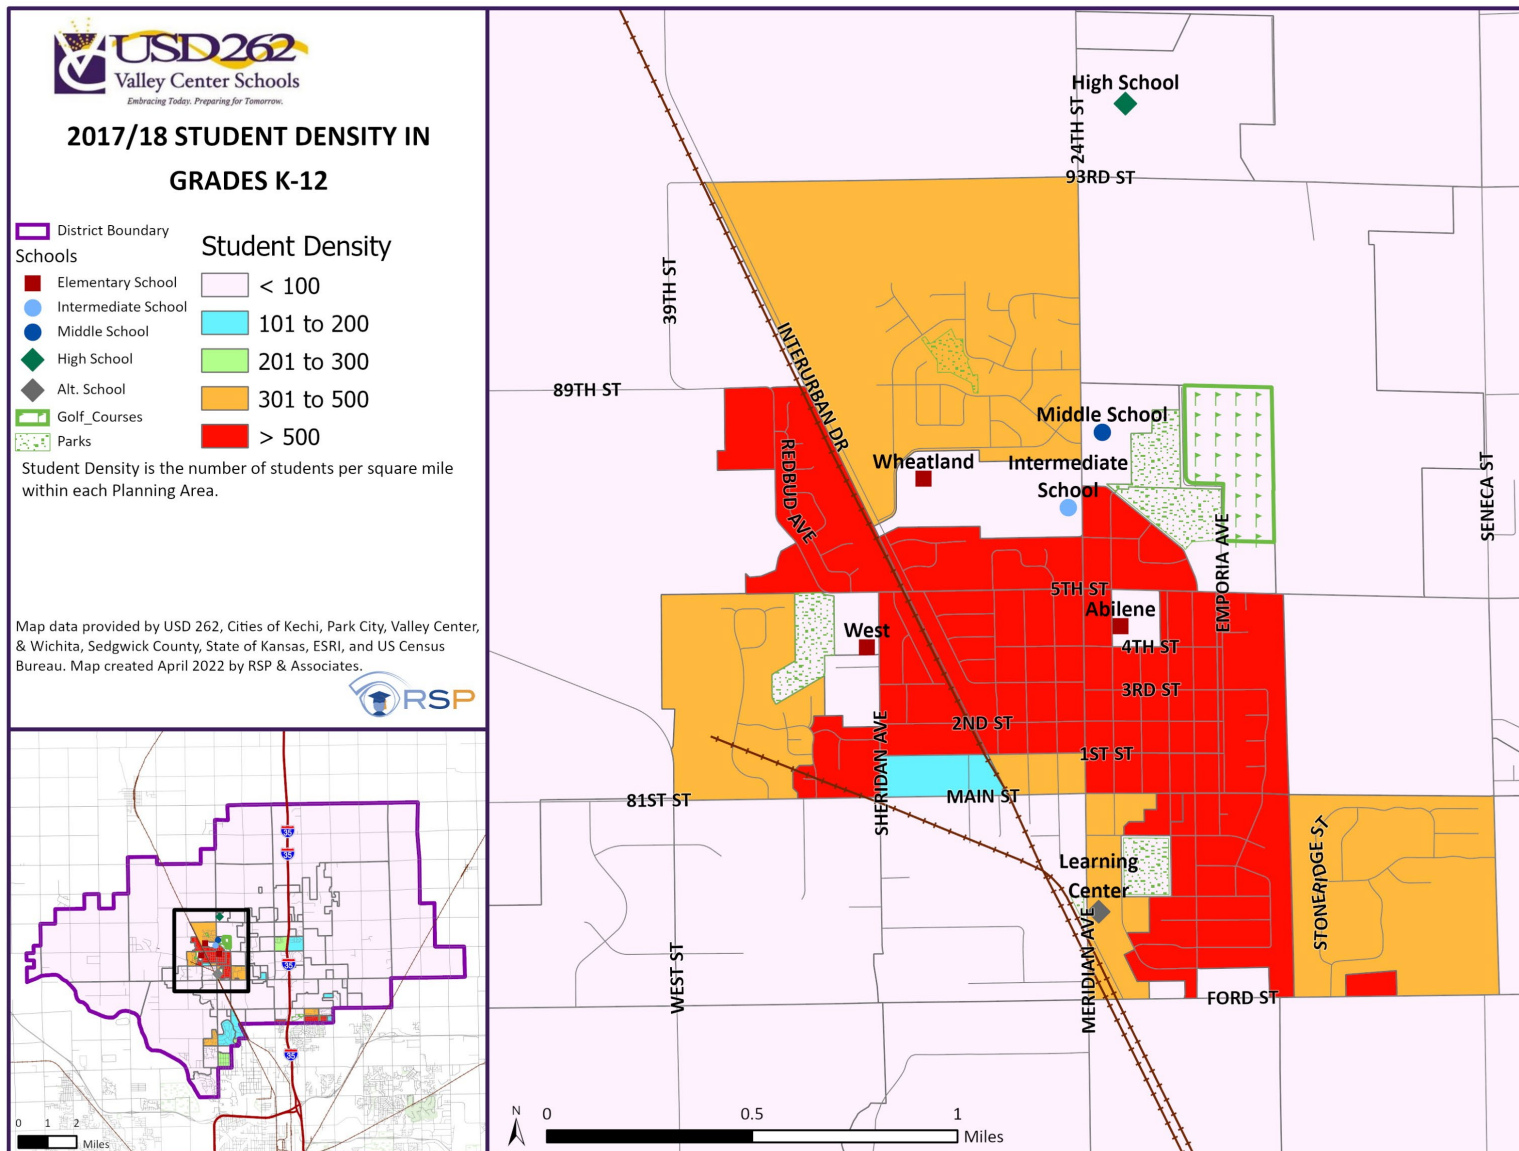 USD262
Valley Center Schools
Embracing Today. Preparing for Tomorrow.
2017/18 STUDENT DENSITY IN
GRADES K-12
District Boundary
Schools
Elementary School
Intermediate School
Middle School
High School
Alt. School
Golf_Courses
Parks
Student Density
< 100
101 to 200
201 to 300
301 to 500
> 500
Student Density is the number of students per square mile
within each Planning Area.
Map data provided by USD 262, Cities of Kechi, Park City, Valley Center,
& Wichita, Sedgwick County, State of Kansas, ESRI, and US Census
Bureau. Map created April 2022 by RSP & Associates.
RSP
35
35
35
35
0 1 2
Miles
High School
24TH ST
93RD ST
39TH ST
INTERURBAN DR
89TH ST
REDBUD AVE
Middle School
Wheatland
Intermediate
School
SENECA ST
EMPORIA AVE
5TH ST
Abilene
West
4TH ST
3RD ST
2ND ST
SHERIDAN AVE
1ST ST
81ST ST
MAIN ST
STONERIDGE ST
Learning
Center
WEST ST
MERIDIAN AVE
FORD ST
N
0 0.5 1
Miles